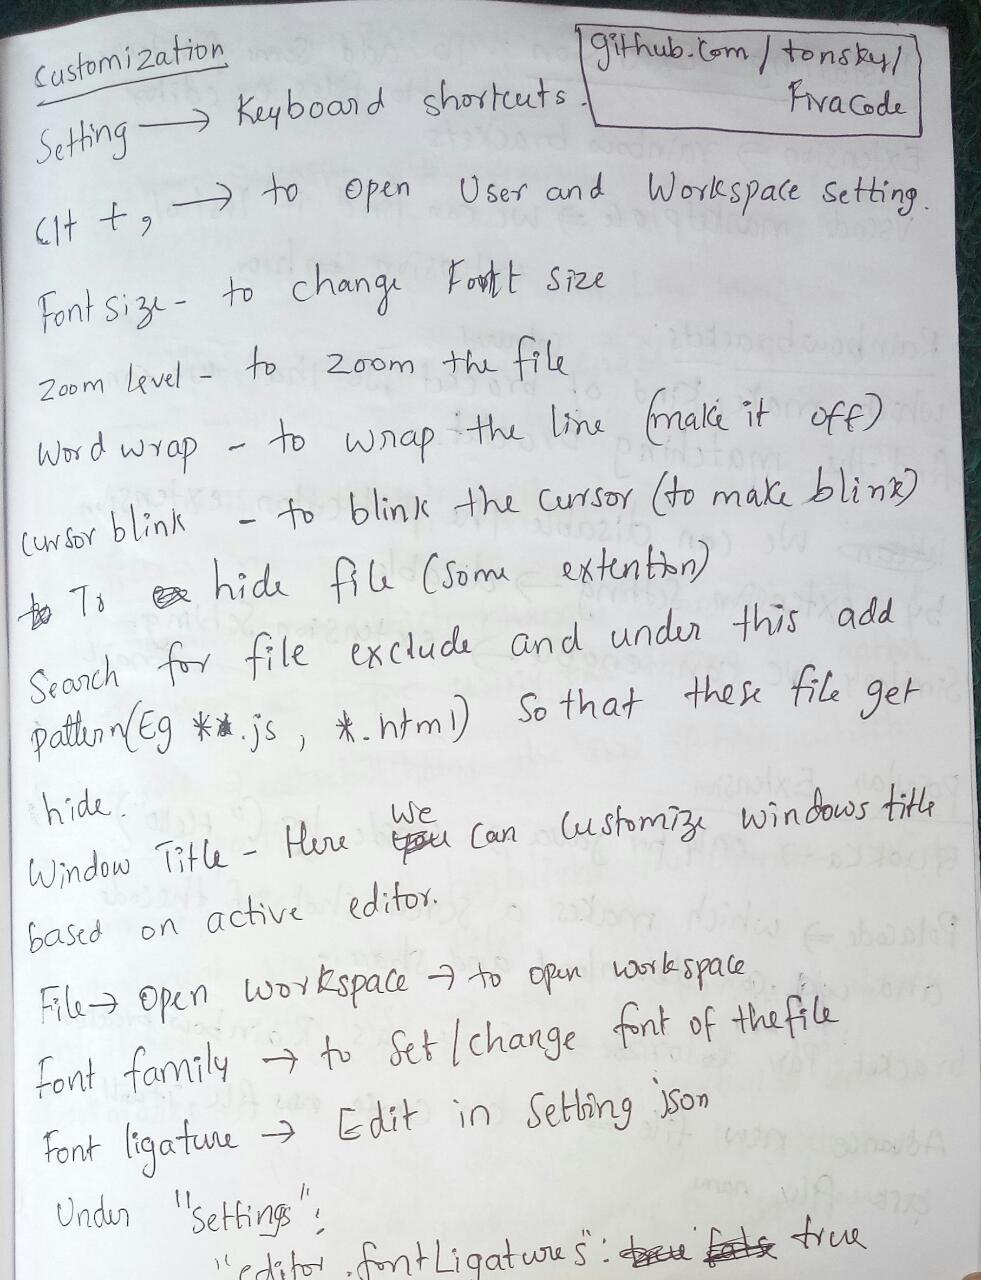 Customization
github.com/tonsky/
FiraCode
Setting → Keyboard shortcuts.
Clt + , → to open User and Workspace setting.
Font size - to change Font size
Zoom level - to zoom the file
Word wrap - to wrap the line (make it off)
Cursor blink - to blink the cursor (to make blink)
To hide file (some extention)
Search for file exclude and under this add
pattern (Eg **.js, *.html) so that these file get
hide.
Window Title - Here we can customize windows title
based on active editor.
File → Open workspace → to open workspace
Font family → to set/change font of the file
Font ligature → Edit in setting json
Under "settings":
"editor.fontLigatures": true